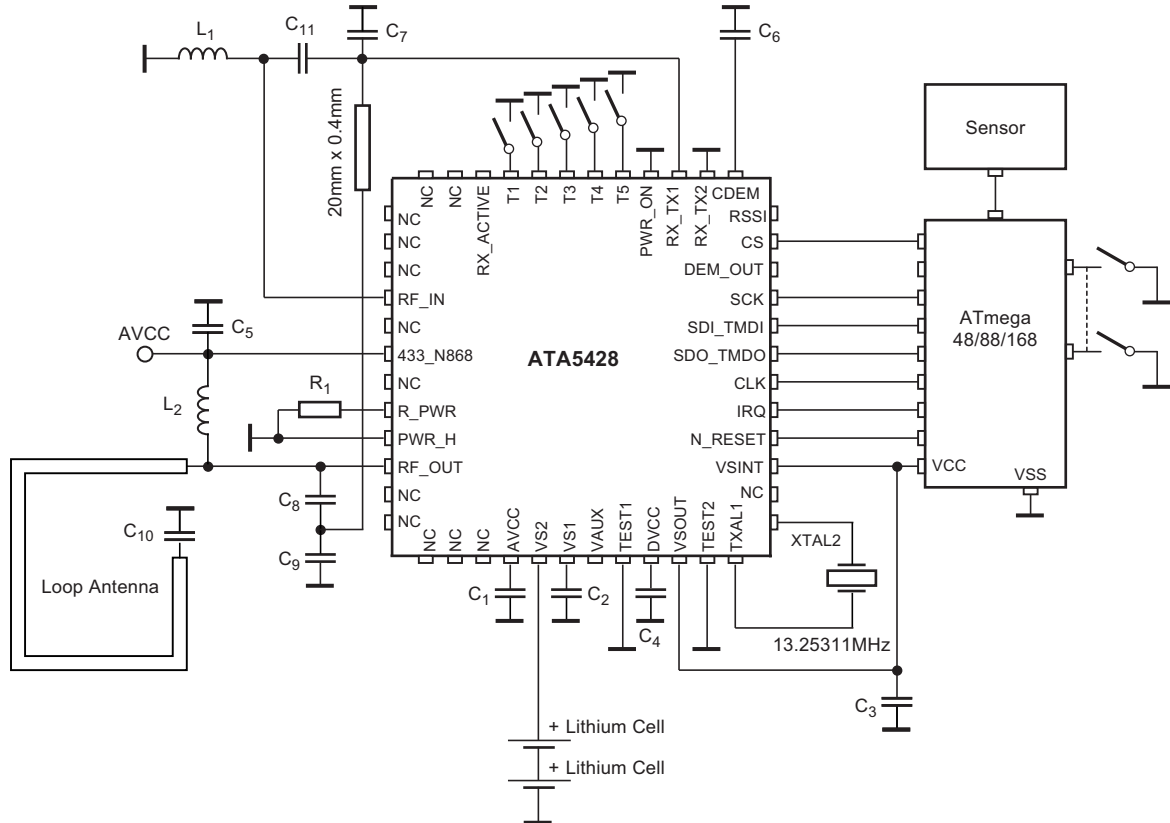 L1
C11
C7
C6
20mm x 0.4mm
Sensor
NC
NC
RX_ACTIVE
T1
T2
T3
T4
T5
PWR_ON
RX_TX1
RX_TX2
CDEM
NC
NC
NC
RF_IN
NC
433_N868
NC
R_PWR
PWR_H
RF_OUT
NC
NC
RSSI
CS
DEM_OUT
SCK
SDI_TMDI
SDO_TMDO
CLK
IRQ
N_RESET
VSINT
NC
XTAL2
ATA5428
ATmega
48/88/168
VCC
VSS
AVCC
C5
L2
R1
C8
C9
C10
Loop Antenna
NC
NC
NC
AVCC
VS2
VS1
VAUX
TEST1
DVCC
VSOUT
TEST2
TXAL1
C1
C2
C4
13.25311MHz
C3
+ Lithium Cell
+ Lithium Cell